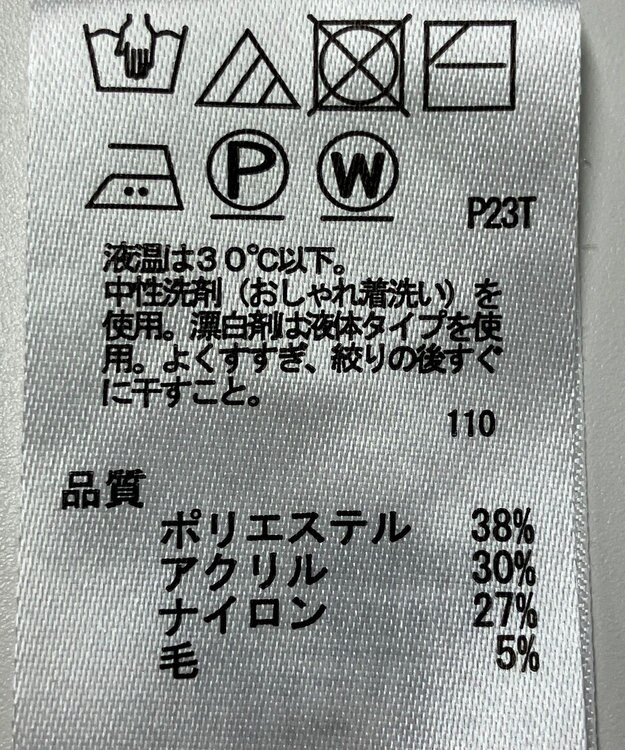 P W
P23T
液温は30℃以下。
中性洗剤（おしゃれ着洗い）を
使用。漂白剤は液体タイプを使
用。よくすすぎ、絞りの後すぐ
に干すこと。
110
品質
ポリエステル 38%
アクリル 30%
ナイロン 27%
毛 5%